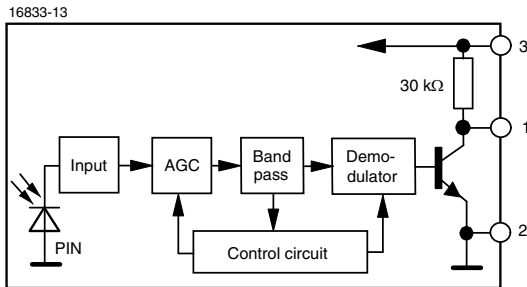 16833-13
3
30 kΩ
1
Input
AGC
Band
pass
Demo-
dulator
PIN
Control circuit
2